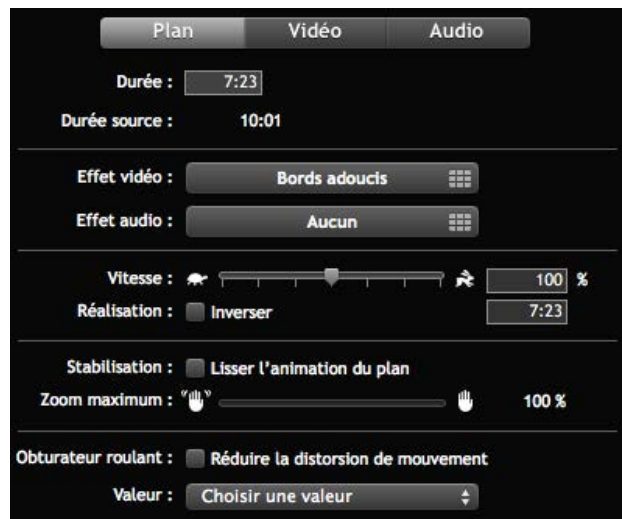 Plan Vidéo Audio
Durée : 7:23
Durée source : 10:01
Effet vidéo : Bords adoucis
Effet audio : Aucun
Vitesse : 100 %
Réalisation : Inverser 7:23
Stabilisation : Lisser l'animation du plan
Zoom maximum : 100 %
Obturateur roulant : Réduire la distorsion de mouvement
Valeur : Choisir une valeur